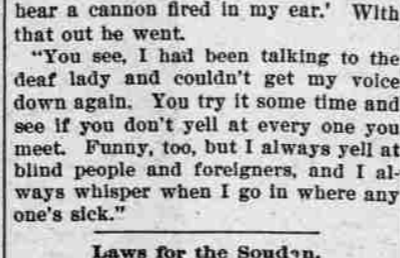 hear a cannon fired in my ear.' With
that out he went.
"You see, I had been talking to the
deaf lady and couldn't get my voice
down again. You try it some time and
see if you don't yell at every one you
meet. Funny, too, but I always yell at
blind people and foreigners, and I al-
ways whisper when I go in where any
one's sick."
Laws for the Soudan.